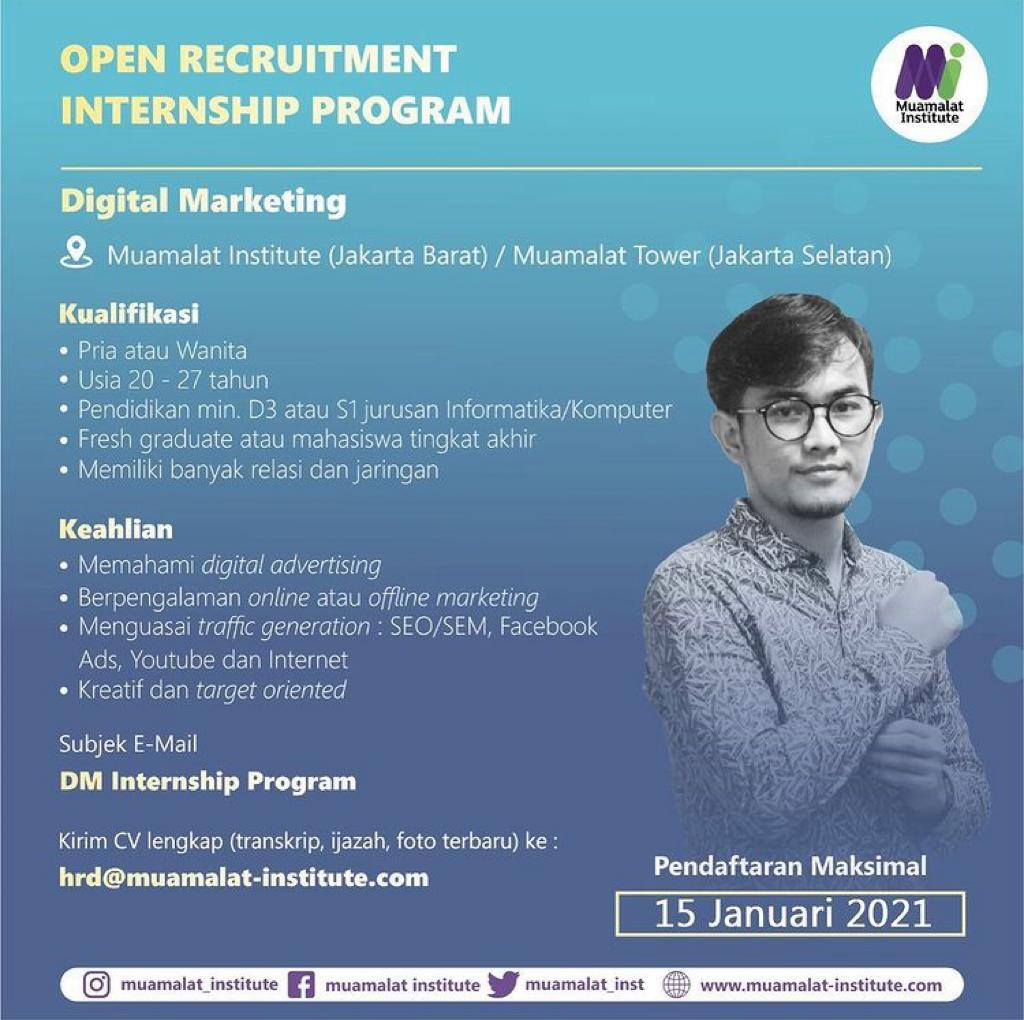 OPEN RECRUITMENT
INTERNSHIP PROGRAM
Muamalat
Institute
Digital Marketing
Muamalat Institute (Jakarta Barat) / Muamalat Tower (Jakarta Selatan)
Kualifikasi
• Pria atau Wanita
• Usia 20 - 27 tahun
• Pendidikan min. D3 atau S1 jurusan Informatika/Komputer
• Fresh graduate atau mahasiswa tingkat akhir
• Memiliki banyak relasi dan jaringan
Keahlian
• Memahami digital advertising
• Berpengalaman online atau offline marketing
• Menguasai traffic generation : SEO/SEM, Facebook
Ads, Youtube dan Internet
• Kreatif dan target oriented
Subjek E-Mail
DM Internship Program
Kirim CV lengkap (transkrip, ijazah, foto terbaru) ke :
hrd@muamalat-institute.com
Pendaftaran Maksimal
15 Januari 2021
muamalat_institute muamalat institute muamalat_inst www.muamalat-institute.com